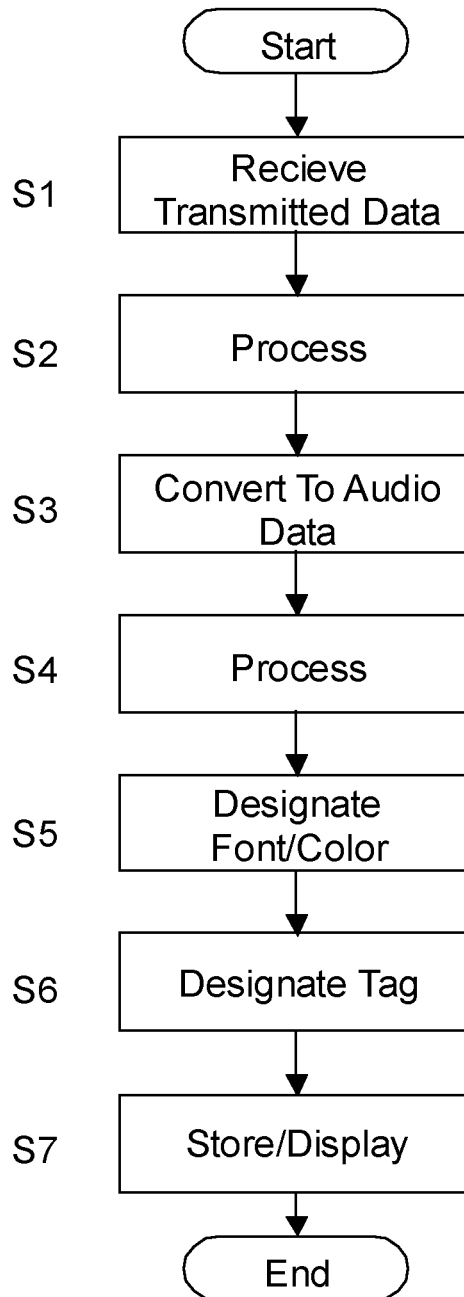 Start
S1
Recieve
Transmitted Data
S2
Process
S3
Convert To Audio
Data
S4
Process
S5
Designate
Font/Color
S6
Designate Tag
S7
Store/Display
End